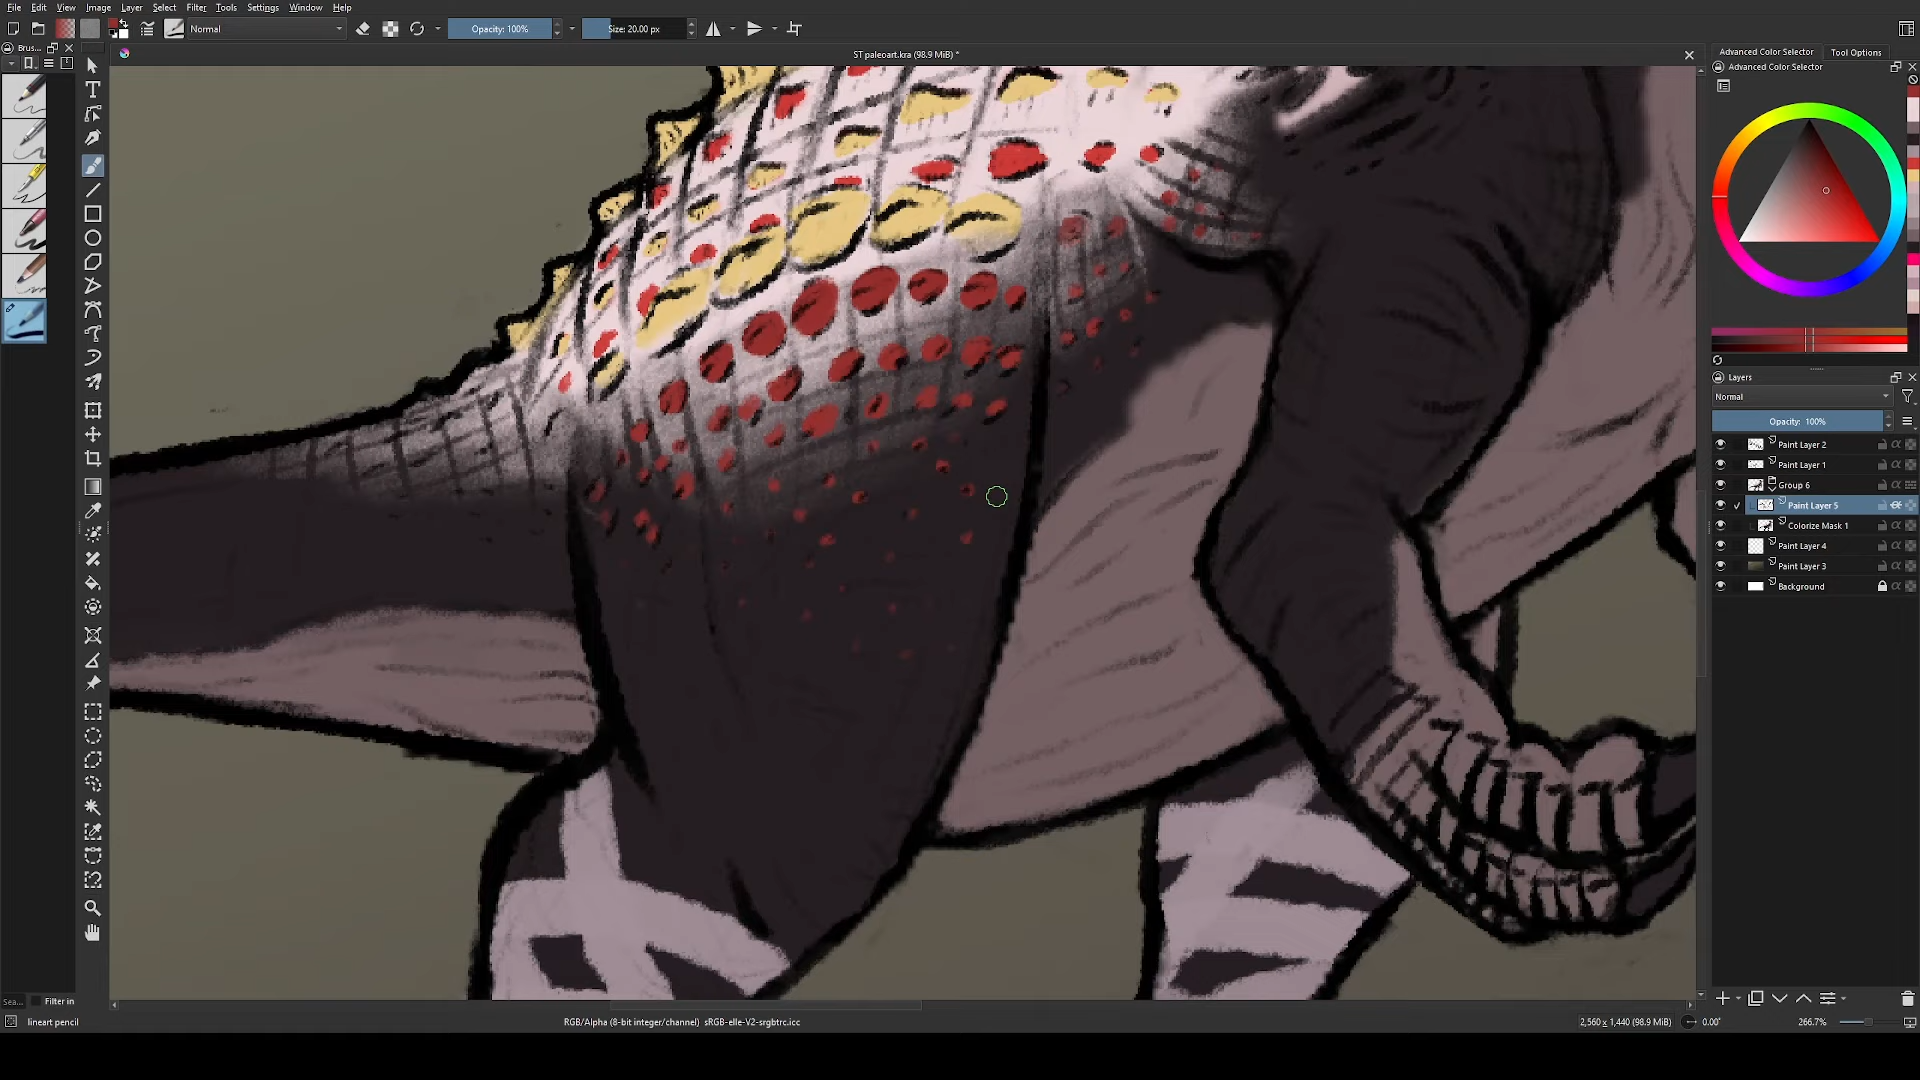 File Edit View Image Layer Select Filter Tools Settings Window Help
Normal
Opacity: 100%
Size: 20.00 px
Brus...
ST paleoart.kra (98.9 MiB) *
Advanced Color Selector
Tool Options
Advanced Color Selector
Layers
Normal
Opacity: 100%
Paint Layer 2
Paint Layer 1
Group 6
Paint Layer 5
Colorize Mask 1
Paint Layer 4
Paint Layer 3
Background
Sea...
Filter in
lineart pencil
RGB/Alpha (8-bit integer/channel) sRGB-elle-V2-srgbtrc.icc
2,560 x 1,440 (98.9 MiB)
0.00°
266.7%